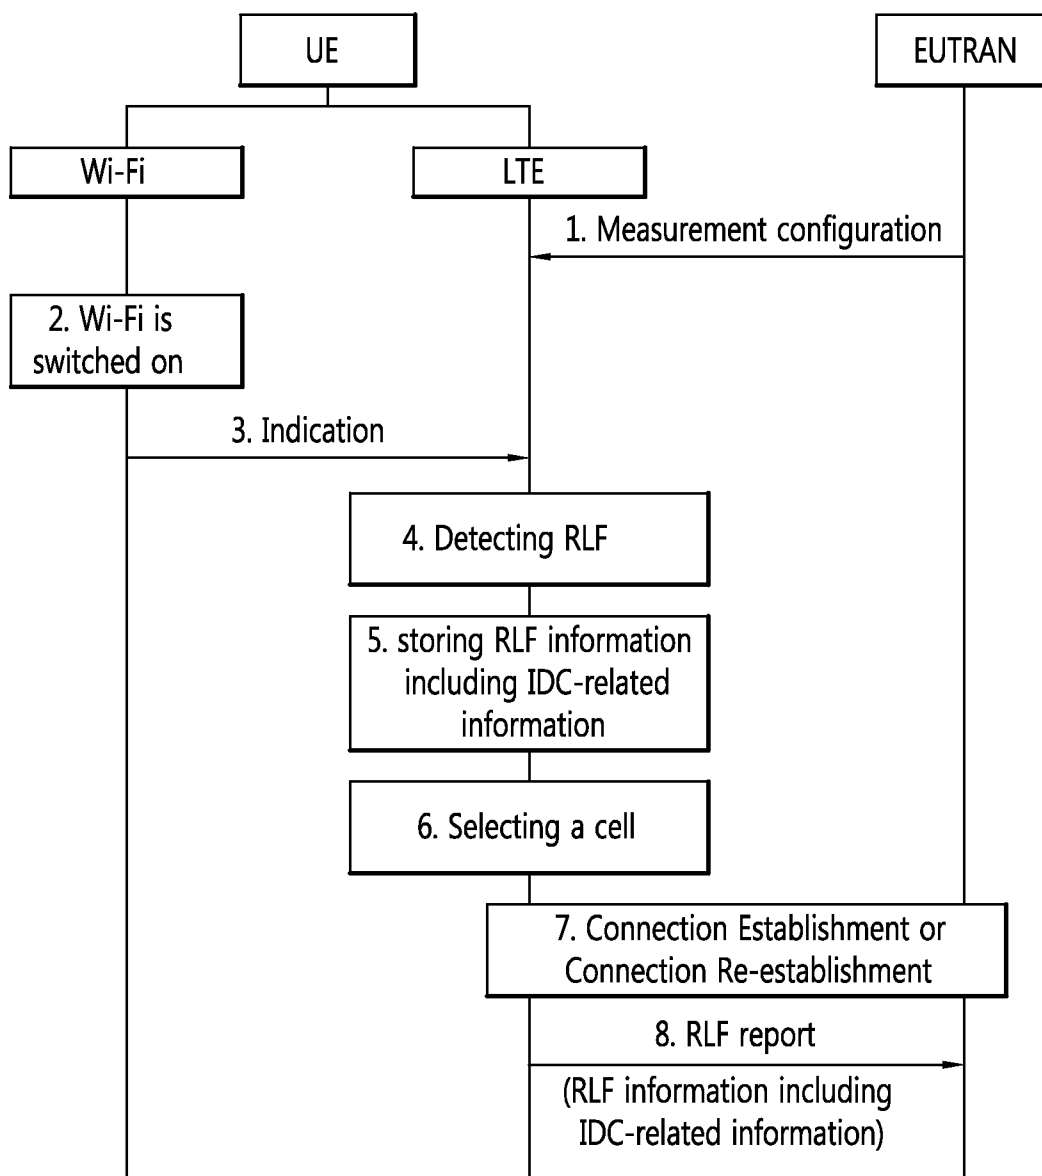 UE
EUTRAN
Wi-Fi
LTE
1. Measurement configuration
2. Wi-Fi is
switched on
3. Indication
4. Detecting RLF
5. storing RLF information
including IDC-related
information
6. Selecting a cell
7. Connection Establishment or
Connection Re-establishment
8. RLF report
(RLF information including
IDC-related information)